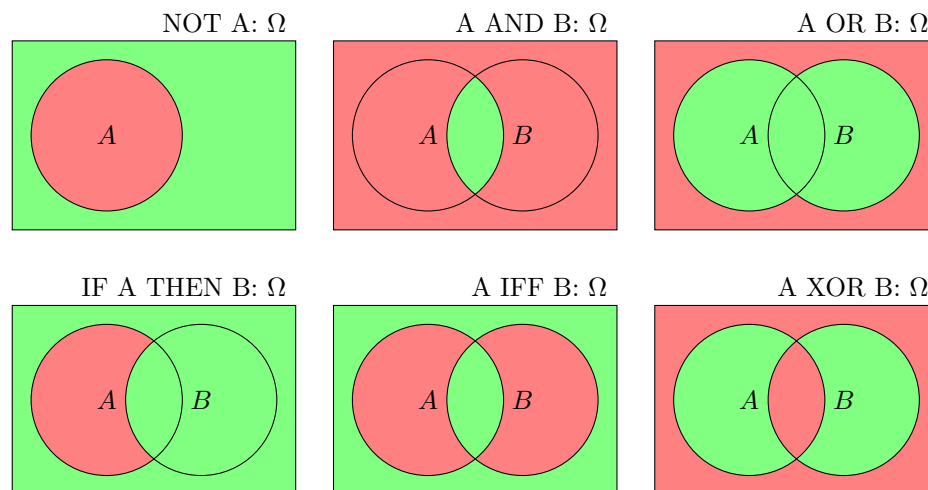 NOT A: Ω
A AND B: Ω
A OR B: Ω
A
A B
A B
IF A THEN B: Ω
A IFF B: Ω
A XOR B: Ω
A B
A B
A B